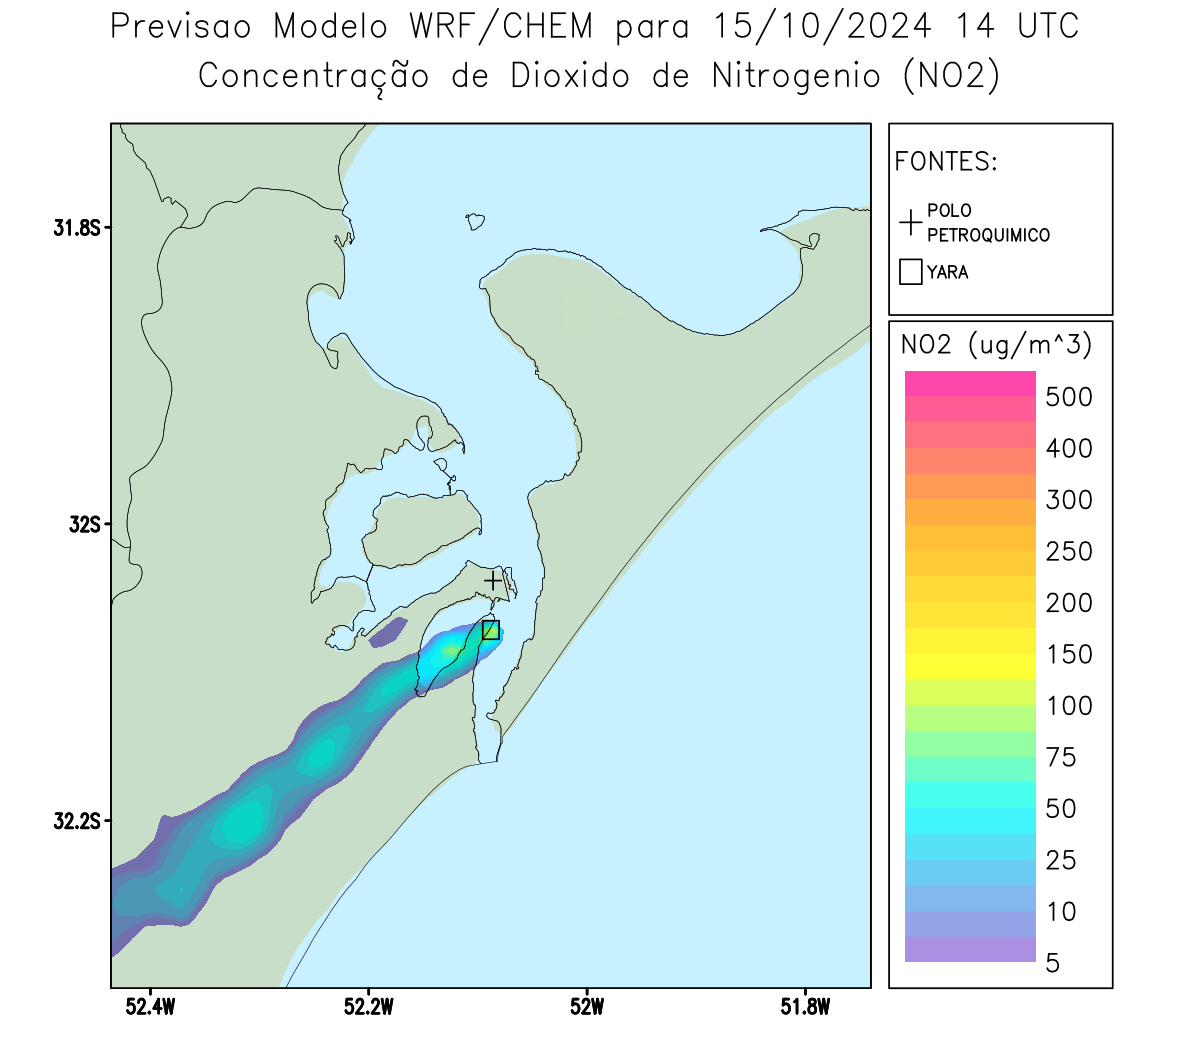 Previsao Modelo WRF/CHEM para 15/10/2024 14 UTC
Concentração de Dioxido de Nitrogenio (NO2)
FONTES:
POLO
PETROQUIMICO
YARA
31.8S
32S
32.2S
52.4W
52.2W
52W
51.8W
NO2 (ug/m^3)
500
400
300
250
200
150
100
75
50
25
10
5